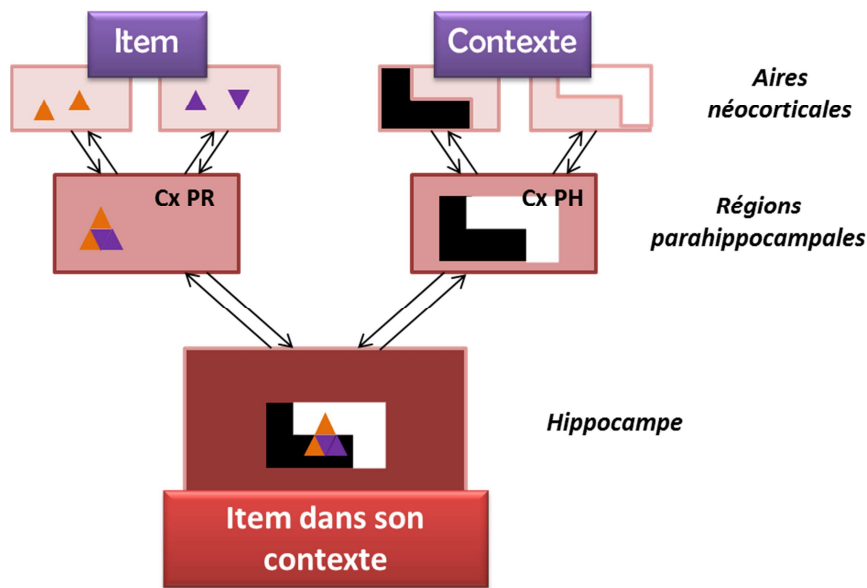 Item
Contexte
Aires
néocorticales
Cx PR
Cx PH
Régions
parahippocampales
Hippocampe
Item dans son
contexte